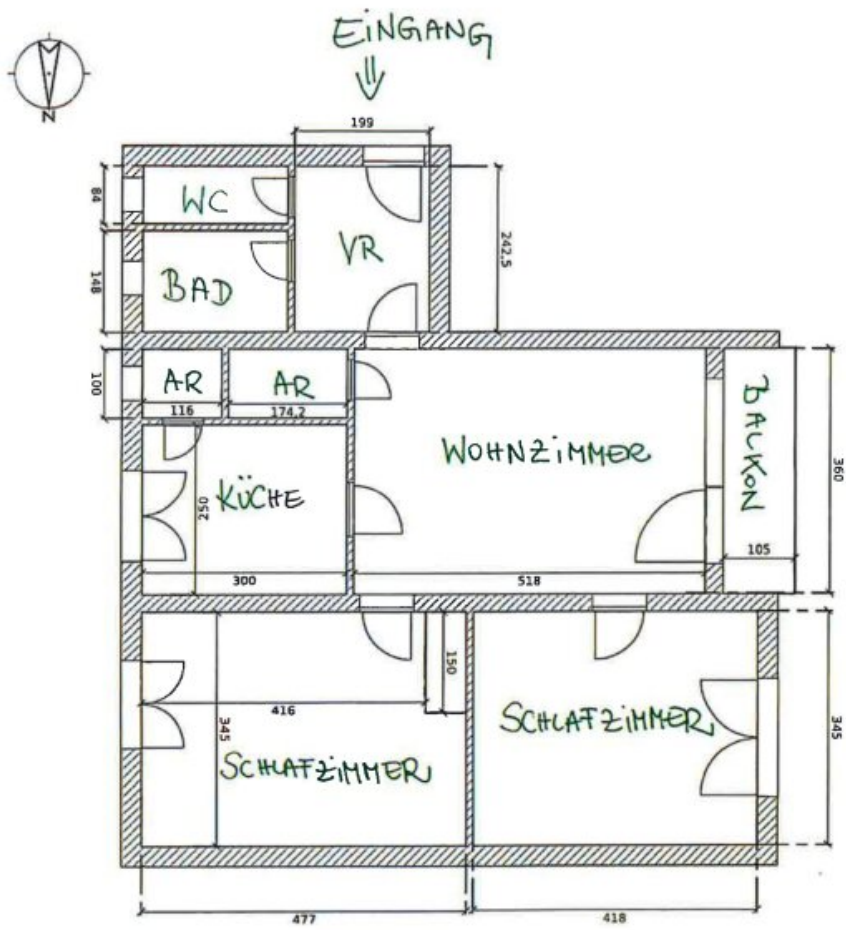 EINGANG
N
199
WC
84
VR
242,5
BAD
148
AR
AR
100
116
174,2
WOHNZIMMER
BALKON
360
KÜCHE
250
105
300
518
150
416
345
SCHLAFZIMMER
SCHLAFZIMMER
345
477
418